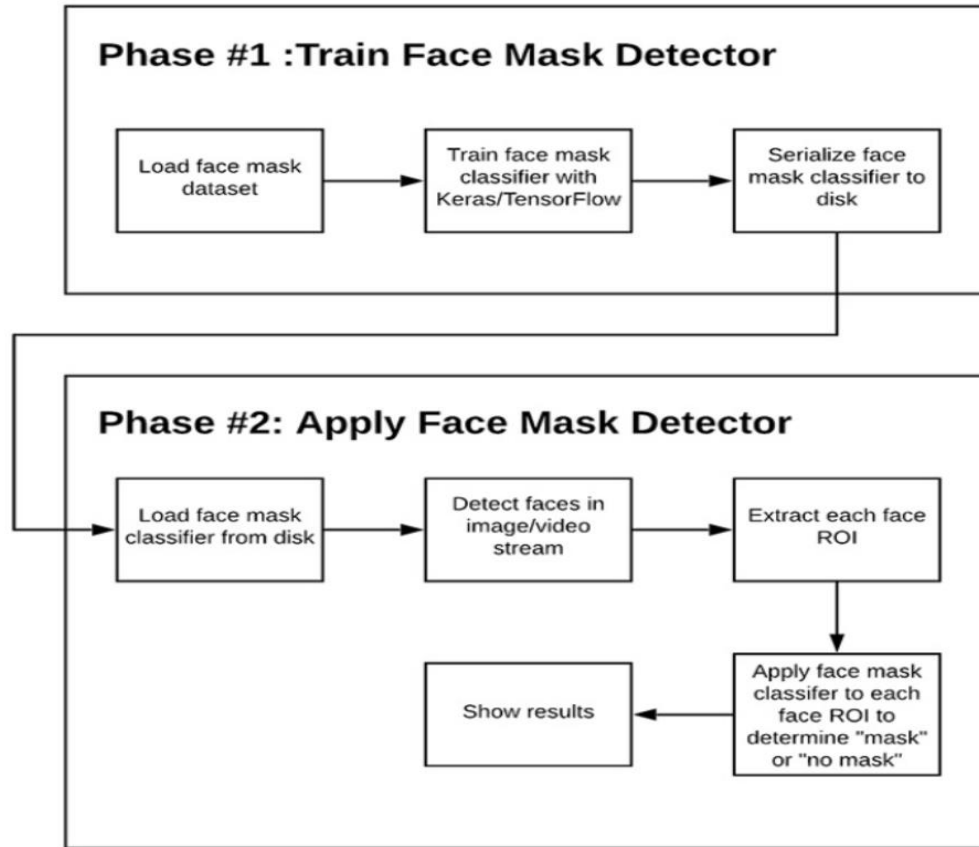 Phase #1 :Train Face Mask Detector
Load face mask
dataset
Train face mask
classifier with
Keras/TensorFlow
Serialize face
mask classifier to
disk
Phase #2: Apply Face Mask Detector
Load face mask
classifier from disk
Detect faces in
image/video
stream
Extract each face
ROI
Apply face mask
classifer to each
face ROI to
determine "mask"
or "no mask"
Show results